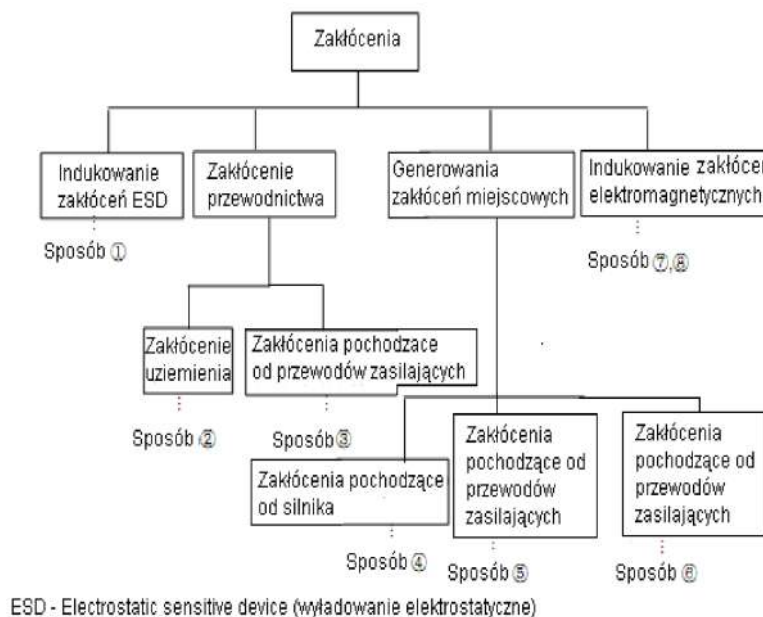 Zakłócenia
Indukowanie
zakłóceń ESD
Sposób ①
Zakłócenie
przewodnictwa
Generowania
zakłóceń miejscowych
Indukowanie zakłóceń
elektromagnetycznych
Sposób ⑦,⑧
Zakłócenie
uziemienia
Sposób ②
Zakłócenia pochodzace
od przewodów zasilających
Sposób ③
Zakłócenia pochodzące
od silnika
Sposób ④
Zakłócenia
pochodzące od
przewodów
zasilających
Sposób ⑤
Zakłócenia
pochodzące od
przewodów
zasilających
Sposób ⑥
ESD - Electrostatic sensitive device (wyładowanie elektrostatyczne)